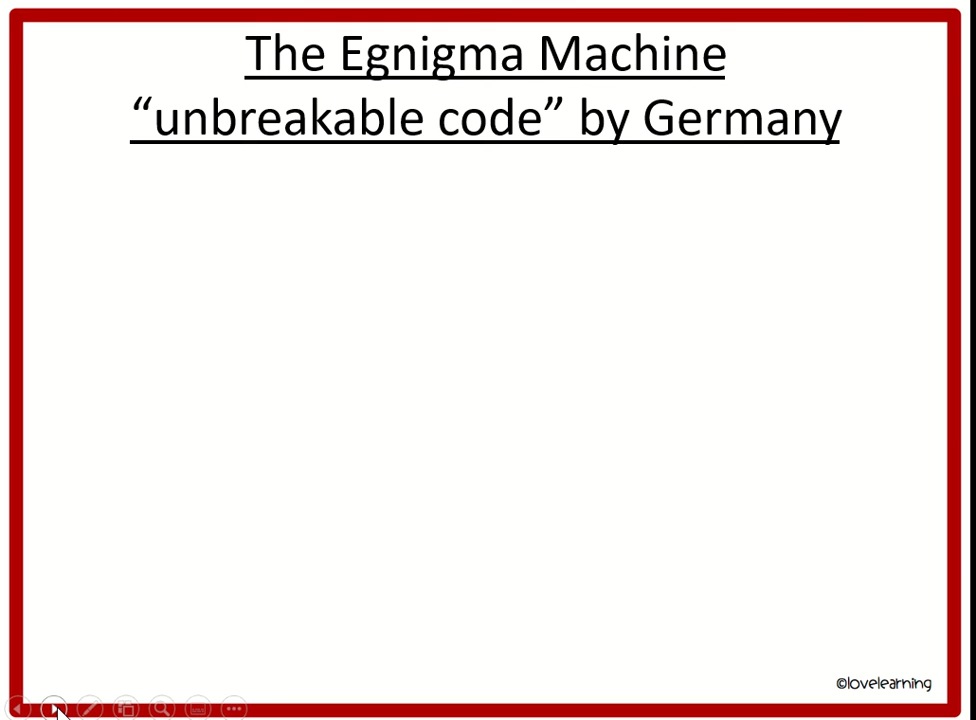 The Egnigma Machine
“unbreakable code” by Germany
©lovelearning